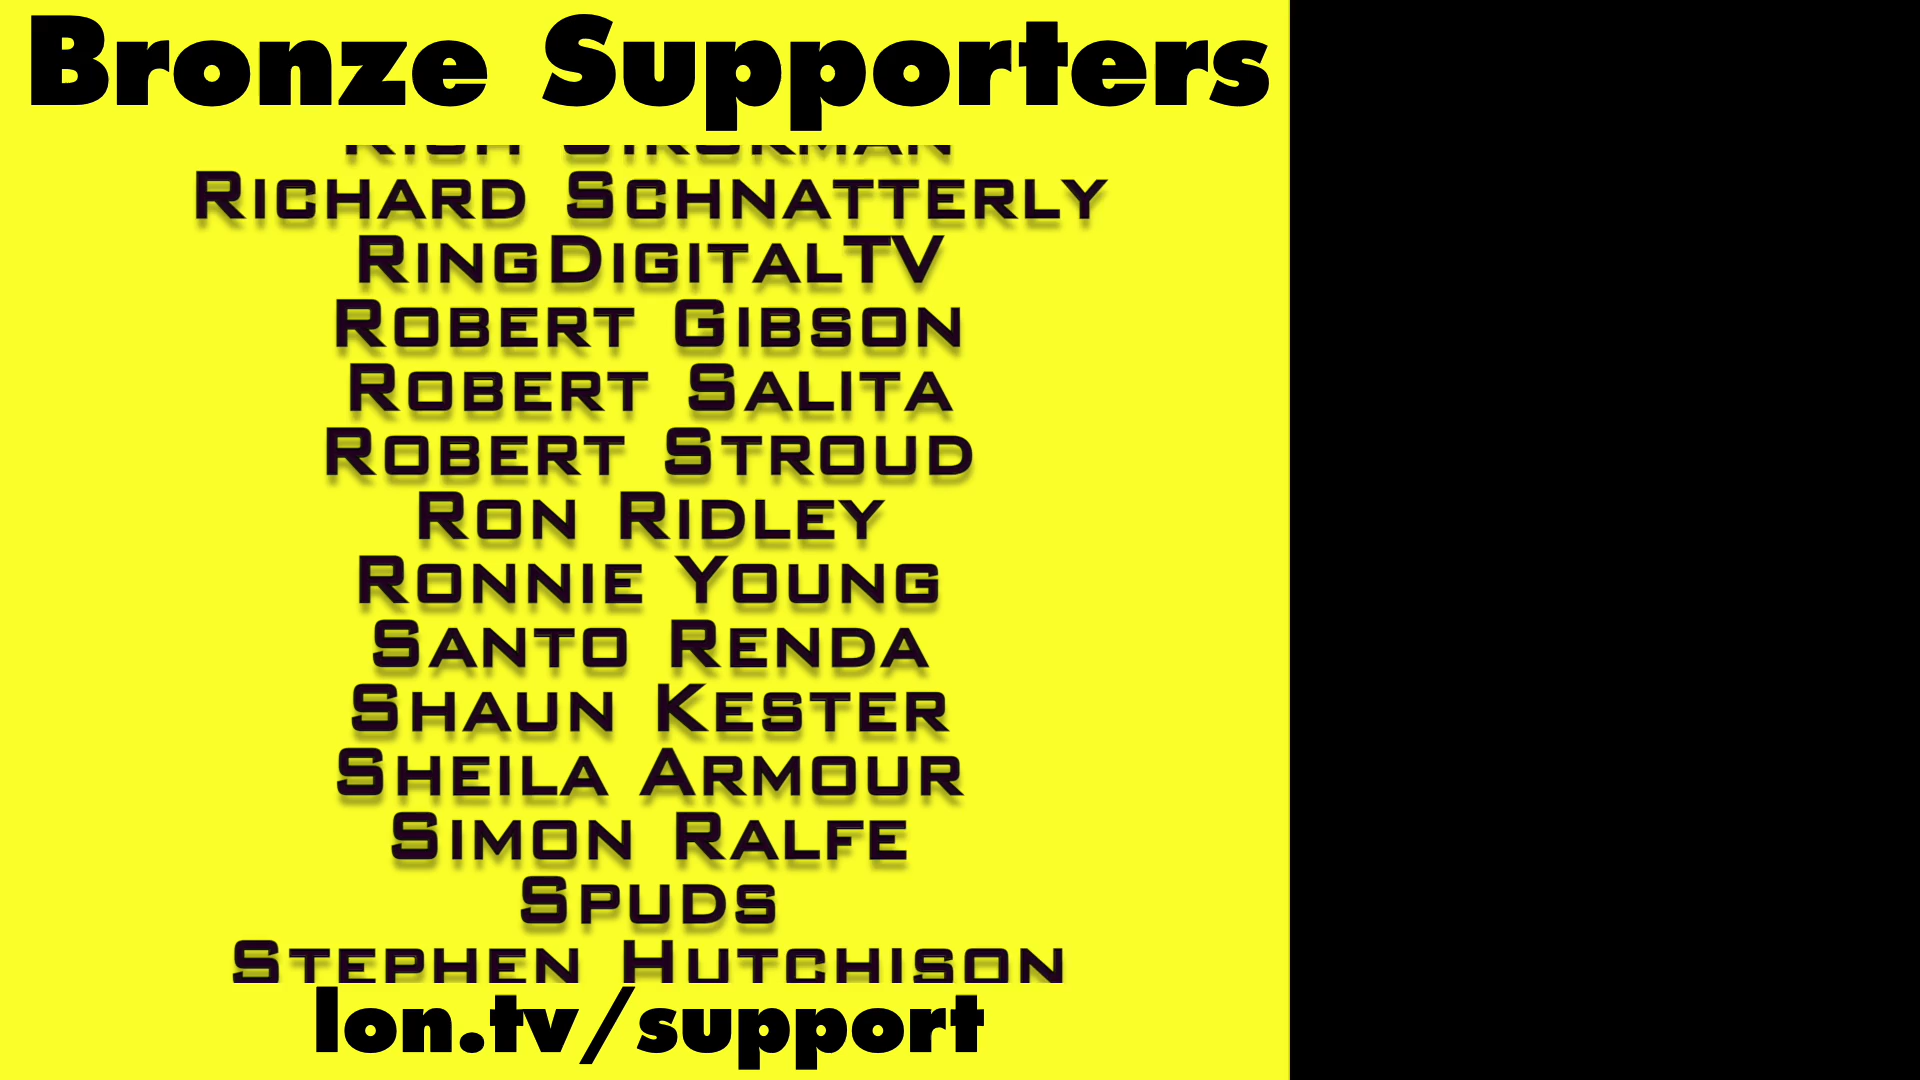 Bronze Supporters
Richard Schnatterly
RingDigitalTV
Robert Gibson
Robert Salita
Robert Stroud
Ron Ridley
Ronnie Young
Santo Renda
Shaun Kester
Sheila Armour
Simon Ralfe
Spuds
Stephen Hutchison
lon.tv/support